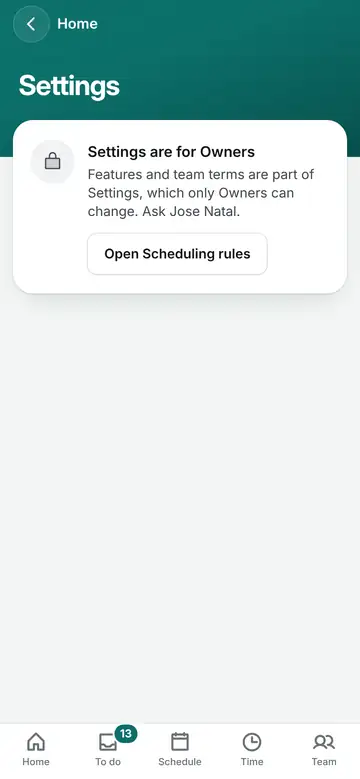 Home
Settings
Settings are for Owners
Features and team terms are part of
Settings, which only Owners can
change. Ask Jose Natal.
Open Scheduling rules
13
Home
To do
Schedule
Time
Team